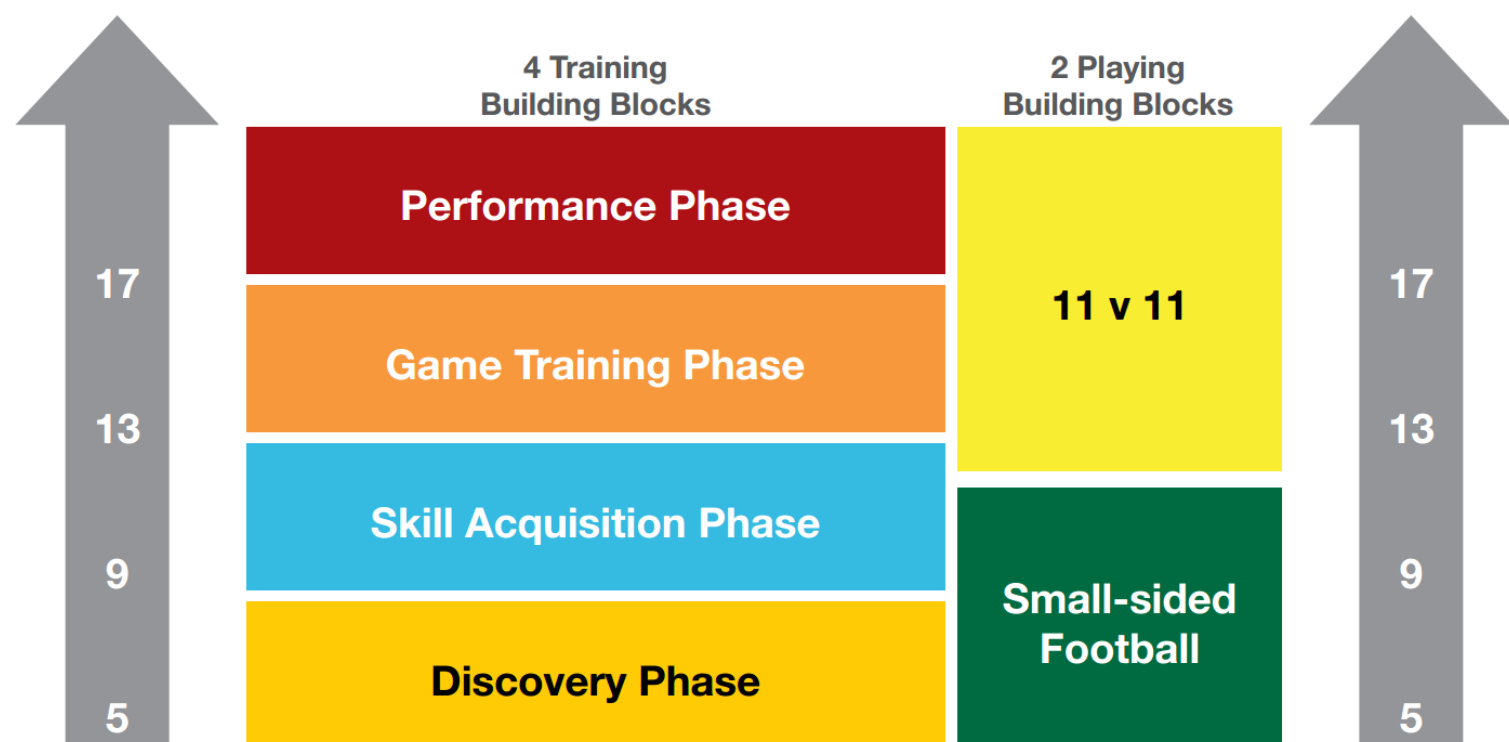 4 Training
Building Blocks
2 Playing
Building Blocks
Performance Phase
17
11 v 11
17
Game Training Phase
13
13
Skill Acquisition Phase
9
9
Small-sided
Football
Discovery Phase
5
5